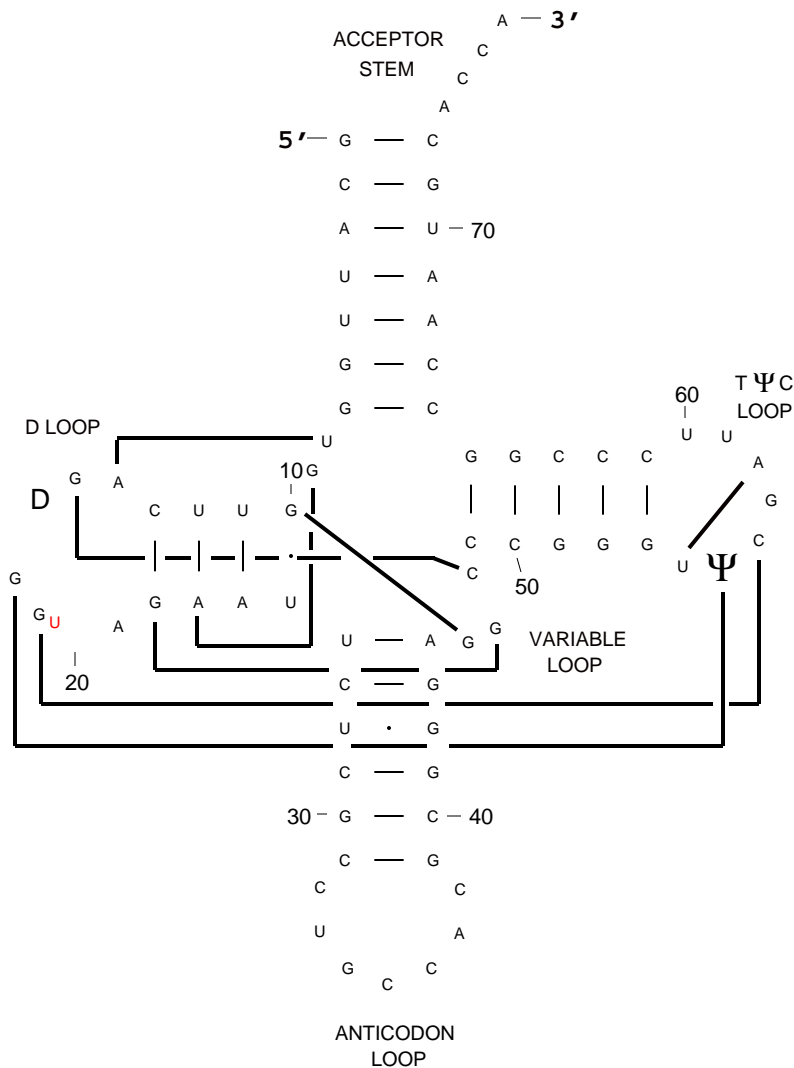 A — 3’
ACCEPTOR
STEM
C
C
A
5’— G — C
C — G
A — U — 70
U — A
U — A
G — C
G — C
60
T Ψ C
LOOP
D LOOP
U
U U
10 G
G G C C C
A
G A
D
C U U G
G
C C G G G
C
C
U Ψ
50
G
G U
A
G A A U
G
U — A G
VARIABLE
LOOP
20
C — G
U · G
C — G
30 — G — C — 40
C — G
C C
U A
G C
C
ANTICODON
LOOP